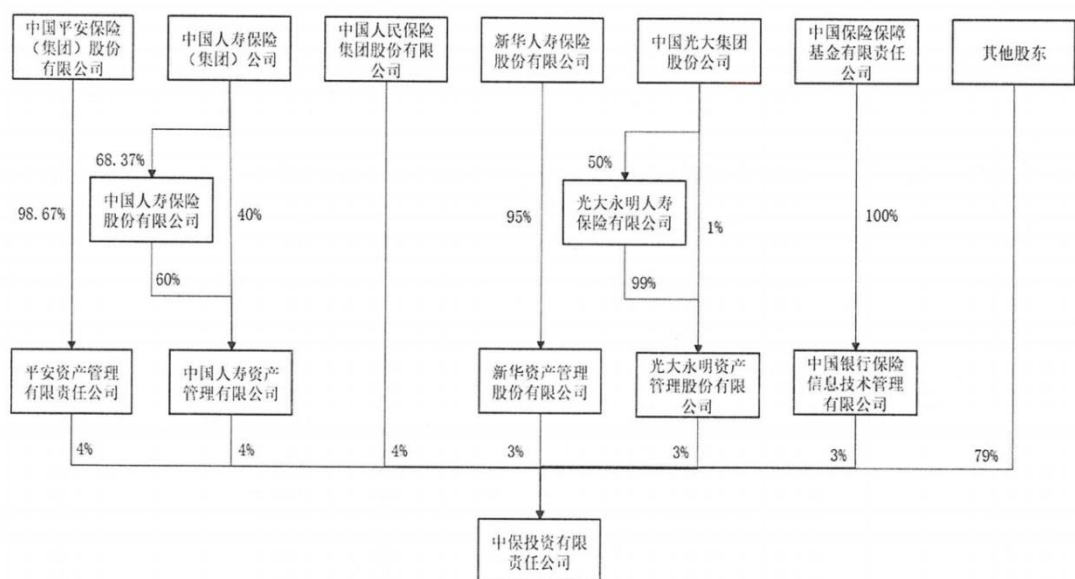 中国平安保险
（集团）股份
有限公司
中国人寿保险
（集团）公司
中国人民保险
集团股份有限
公司
新华人寿保险
股份有限公司
中国光大集团
股份公司
中国保险保障
基金有限责任
公司
其他股东
68.37%
50%
中国人寿保险
股份有限公司
光大永明人寿
保险有限公司
98.67%
40%
95%
1%
100%
60%
99%
平安资产管理
有限责任公司
中国人寿资产
管理有限公司
新华资产管理
股份有限公司
光大永明资产
管理股份有限
公司
中国银行保险
信息技术管理
有限公司
4%
4%
4%
3%
3%
3%
79%
中保投资有限
责任公司